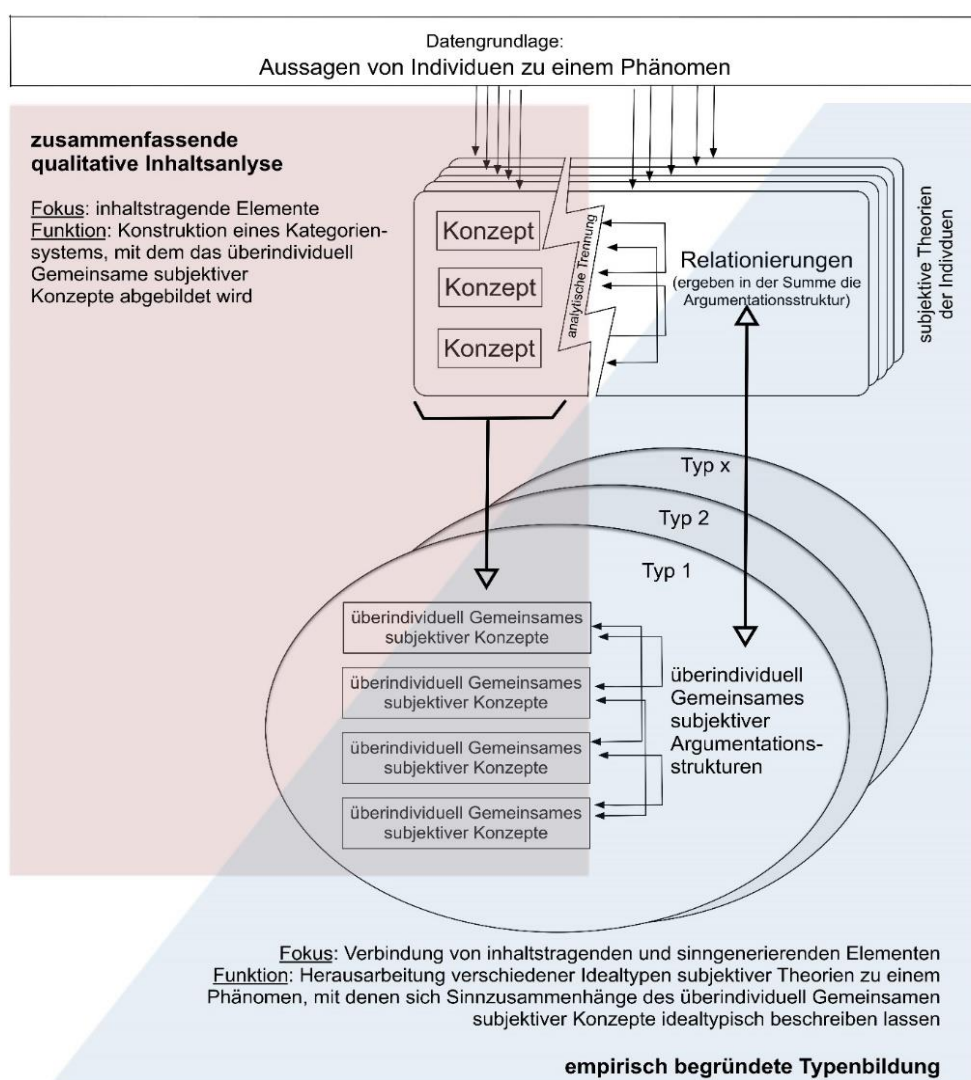 Datengrundlage:
Aussagen von Individuen zu einem Phänomen
zusammenfassende
qualitative Inhaltsanlyse
Fokus: inhaltstragende Elemente
Funktion: Konstruktion eines Kategorien-
systems, mit dem das überindividuell
Gemeinsame subjektiver
Konzepte abgebildet wird
Konzept
Konzept
Konzept
analytische Trennung
Relationierungen
(ergeben in der Summe die
Argumentationsstruktur)
subjektive Theorien
der Indivduen
Typ x
Typ 2
Typ 1
überindividuell Gemeinsames
subjektiver Konzepte
überindividuell Gemeinsames
subjektiver Konzepte
überindividuell Gemeinsames
subjektiver Konzepte
überindividuell Gemeinsames
subjektiver Konzepte
überindividuell
Gemeinsames
subjektiver
Argumentations-
strukturen
Fokus: Verbindung von inhaltstragenden und sinngenerierenden Elementen
Funktion: Herausarbeitung verschiedener Idealtypen subjektiver Theorien zu einem
Phänomen, mit denen sich Sinnzusammenhänge des überindividuell Gemeinsamen
subjektiver Konzepte idealtypisch beschreiben lassen
empirisch begründete Typenbildung